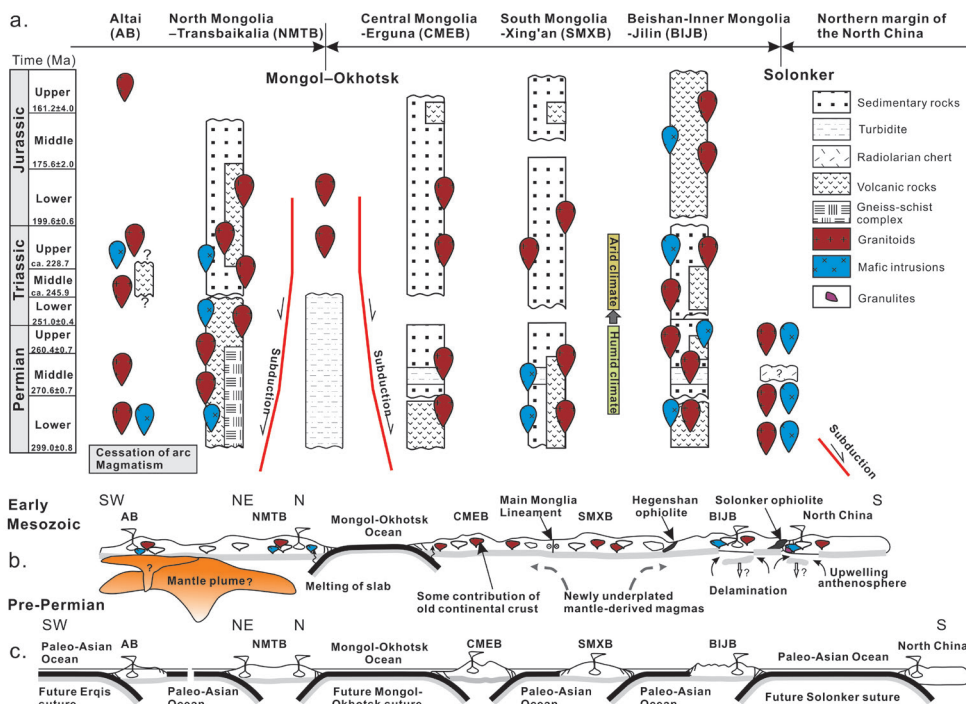 a.
Altai
(AB)
North Mongolia
–Transbaikalia (NMTB)
Central Mongolia
-Erguna (CMEB)
South Mongolia
-Xing'an (SMXB)
Beishan-Inner Mongolia
-Jilin (BIJB)
Northern margin of
the North China
Time (Ma)
Mongol–Okhotsk
Solonker
Jurassic
Upper
161.2±4.0
Middle
175.6±2.0
Lower
199.6±0.6
Triassic
Upper
ca. 228.7
Middle
ca. 245.9
Lower
251.0±0.4
Permian
Upper
260.4±0.7
Middle
270.6±0.7
Lower
299.0±0.8
?
?
Cessation of arc
Magmatism
Subduction
Subduction
Arid climate
Humid climate
?
Subduction
Sedimentary rocks
Turbidite
Radiolarian chert
Volcanic rocks
Gneiss-schist
complex
Granitoids
Mafic intrusions
Granulites
Early
Mesozoic
b.
SW
NE
N
S
AB
NMTB
Mongol-Okhotsk
Ocean
CMEB
Main Monglia
Lineament
SMXB
Hegenshan
ophiolite
BIJB
Solonker ophiolite
North China
?
Mantle plume?
Melting of slab
Some contribution of
old continental crust
Newly underplated
mantle-derived magmas
?
?
Delamination
Upwelling
anthenosphere
Pre-Permian
c.
SW
NE
N
S
Paleo-Asian
Ocean
AB
NMTB
Mongol-Okhotsk
Ocean
CMEB
SMXB
BIJB
Paleo-Asian Ocean
North China
Future Erqis
suture
Paleo-Asian
Ocean
Future Mongol-
Okhotsk suture
Paleo-Asian
Ocean
Paleo-Asian
Ocean
Future Solonker suture